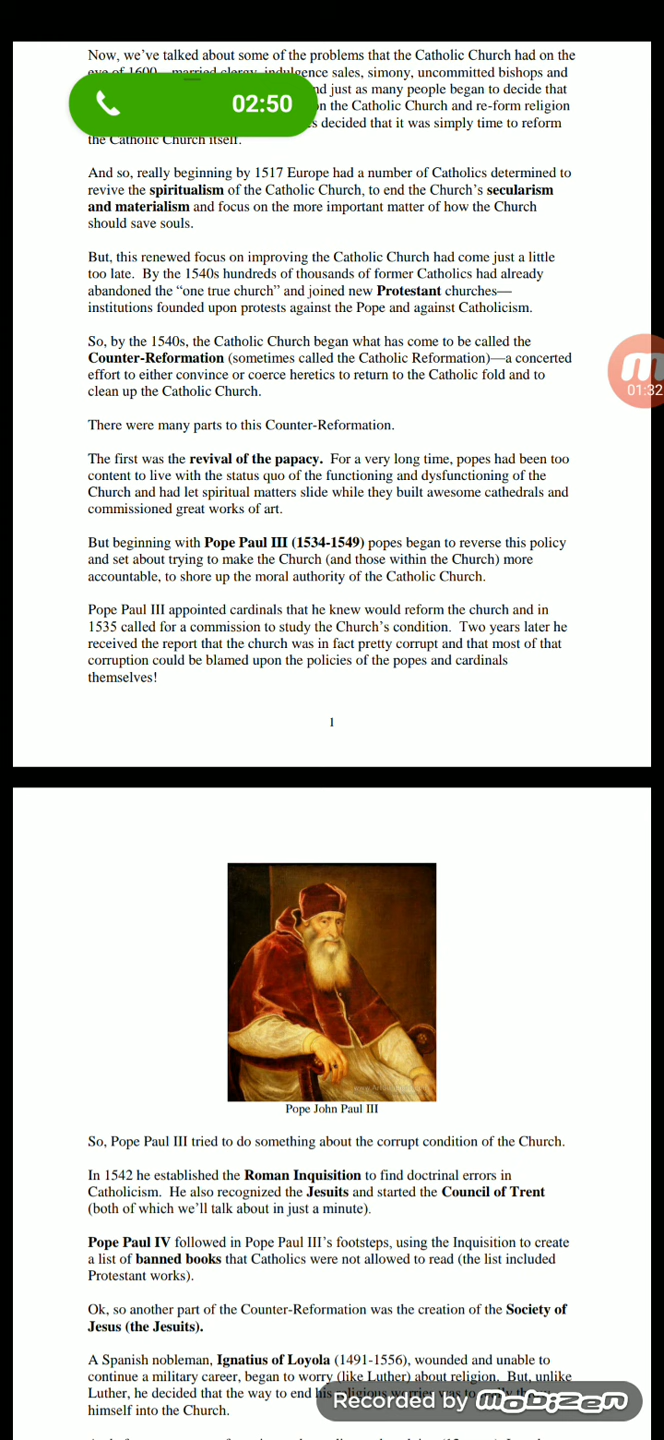 Now, we've talked about some of the problems that the Catholic Church had on the
eve of 1600—married clergy, indulgence sales, simony, uncommitted bishops and
nd just as many people began to decide that
02:50
n the Catholic Church and re-form religion
s decided that it was simply time to reform
the Catholic Church itself.
And so, really beginning by 1517 Europe had a number of Catholics determined to
revive the spiritualism of the Catholic Church, to end the Church's secularism
and materialism and focus on the more important matter of how the Church
should save souls.
But, this renewed focus on improving the Catholic Church had come just a little
too late.  By the 1540s hundreds of thousands of former Catholics had already
abandoned the “one true church” and joined new Protestant churches—
institutions founded upon protests against the Pope and against Catholicism.
So, by the 1540s, the Catholic Church began what has come to be called the
Counter-Reformation (sometimes called the Catholic Reformation)—a concerted
effort to either convince or coerce heretics to return to the Catholic fold and to
clean up the Catholic Church.
m
01:32
There were many parts to this Counter-Reformation.
The first was the revival of the papacy.  For a very long time, popes had been too
content to live with the status quo of the functioning and dysfunctioning of the
Church and had let spiritual matters slide while they built awesome cathedrals and
commissioned great works of art.
But beginning with Pope Paul III (1534-1549) popes began to reverse this policy
and set about trying to make the Church (and those within the Church) more
accountable, to shore up the moral authority of the Catholic Church.
Pope Paul III appointed cardinals that he knew would reform the church and in
1535 called for a commission to study the Church's condition.  Two years later he
received the report that the church was in fact pretty corrupt and that most of that
corruption could be blamed upon the policies of the popes and cardinals
themselves!
1
Pope John Paul III
So, Pope Paul III tried to do something about the corrupt condition of the Church.
In 1542 he established the Roman Inquisition to find doctrinal errors in
Catholicism.  He also recognized the Jesuits and started the Council of Trent
(both of which we'll talk about in just a minute).
Pope Paul IV followed in Pope Paul III's footsteps, using the Inquisition to create
a list of banned books that Catholics were not allowed to read (the list included
Protestant works).
Ok, so another part of the Counter-Reformation was the creation of the Society of
Jesus (the Jesuits).
A Spanish nobleman, Ignatius of Loyola (1491-1556), wounded and unable to
continue a military career, began to worry (like Luther) about religion.  But, unlike
Luther, he decided that the way to end his religious worries was to
himself into the Church.
Recorded by mobizen